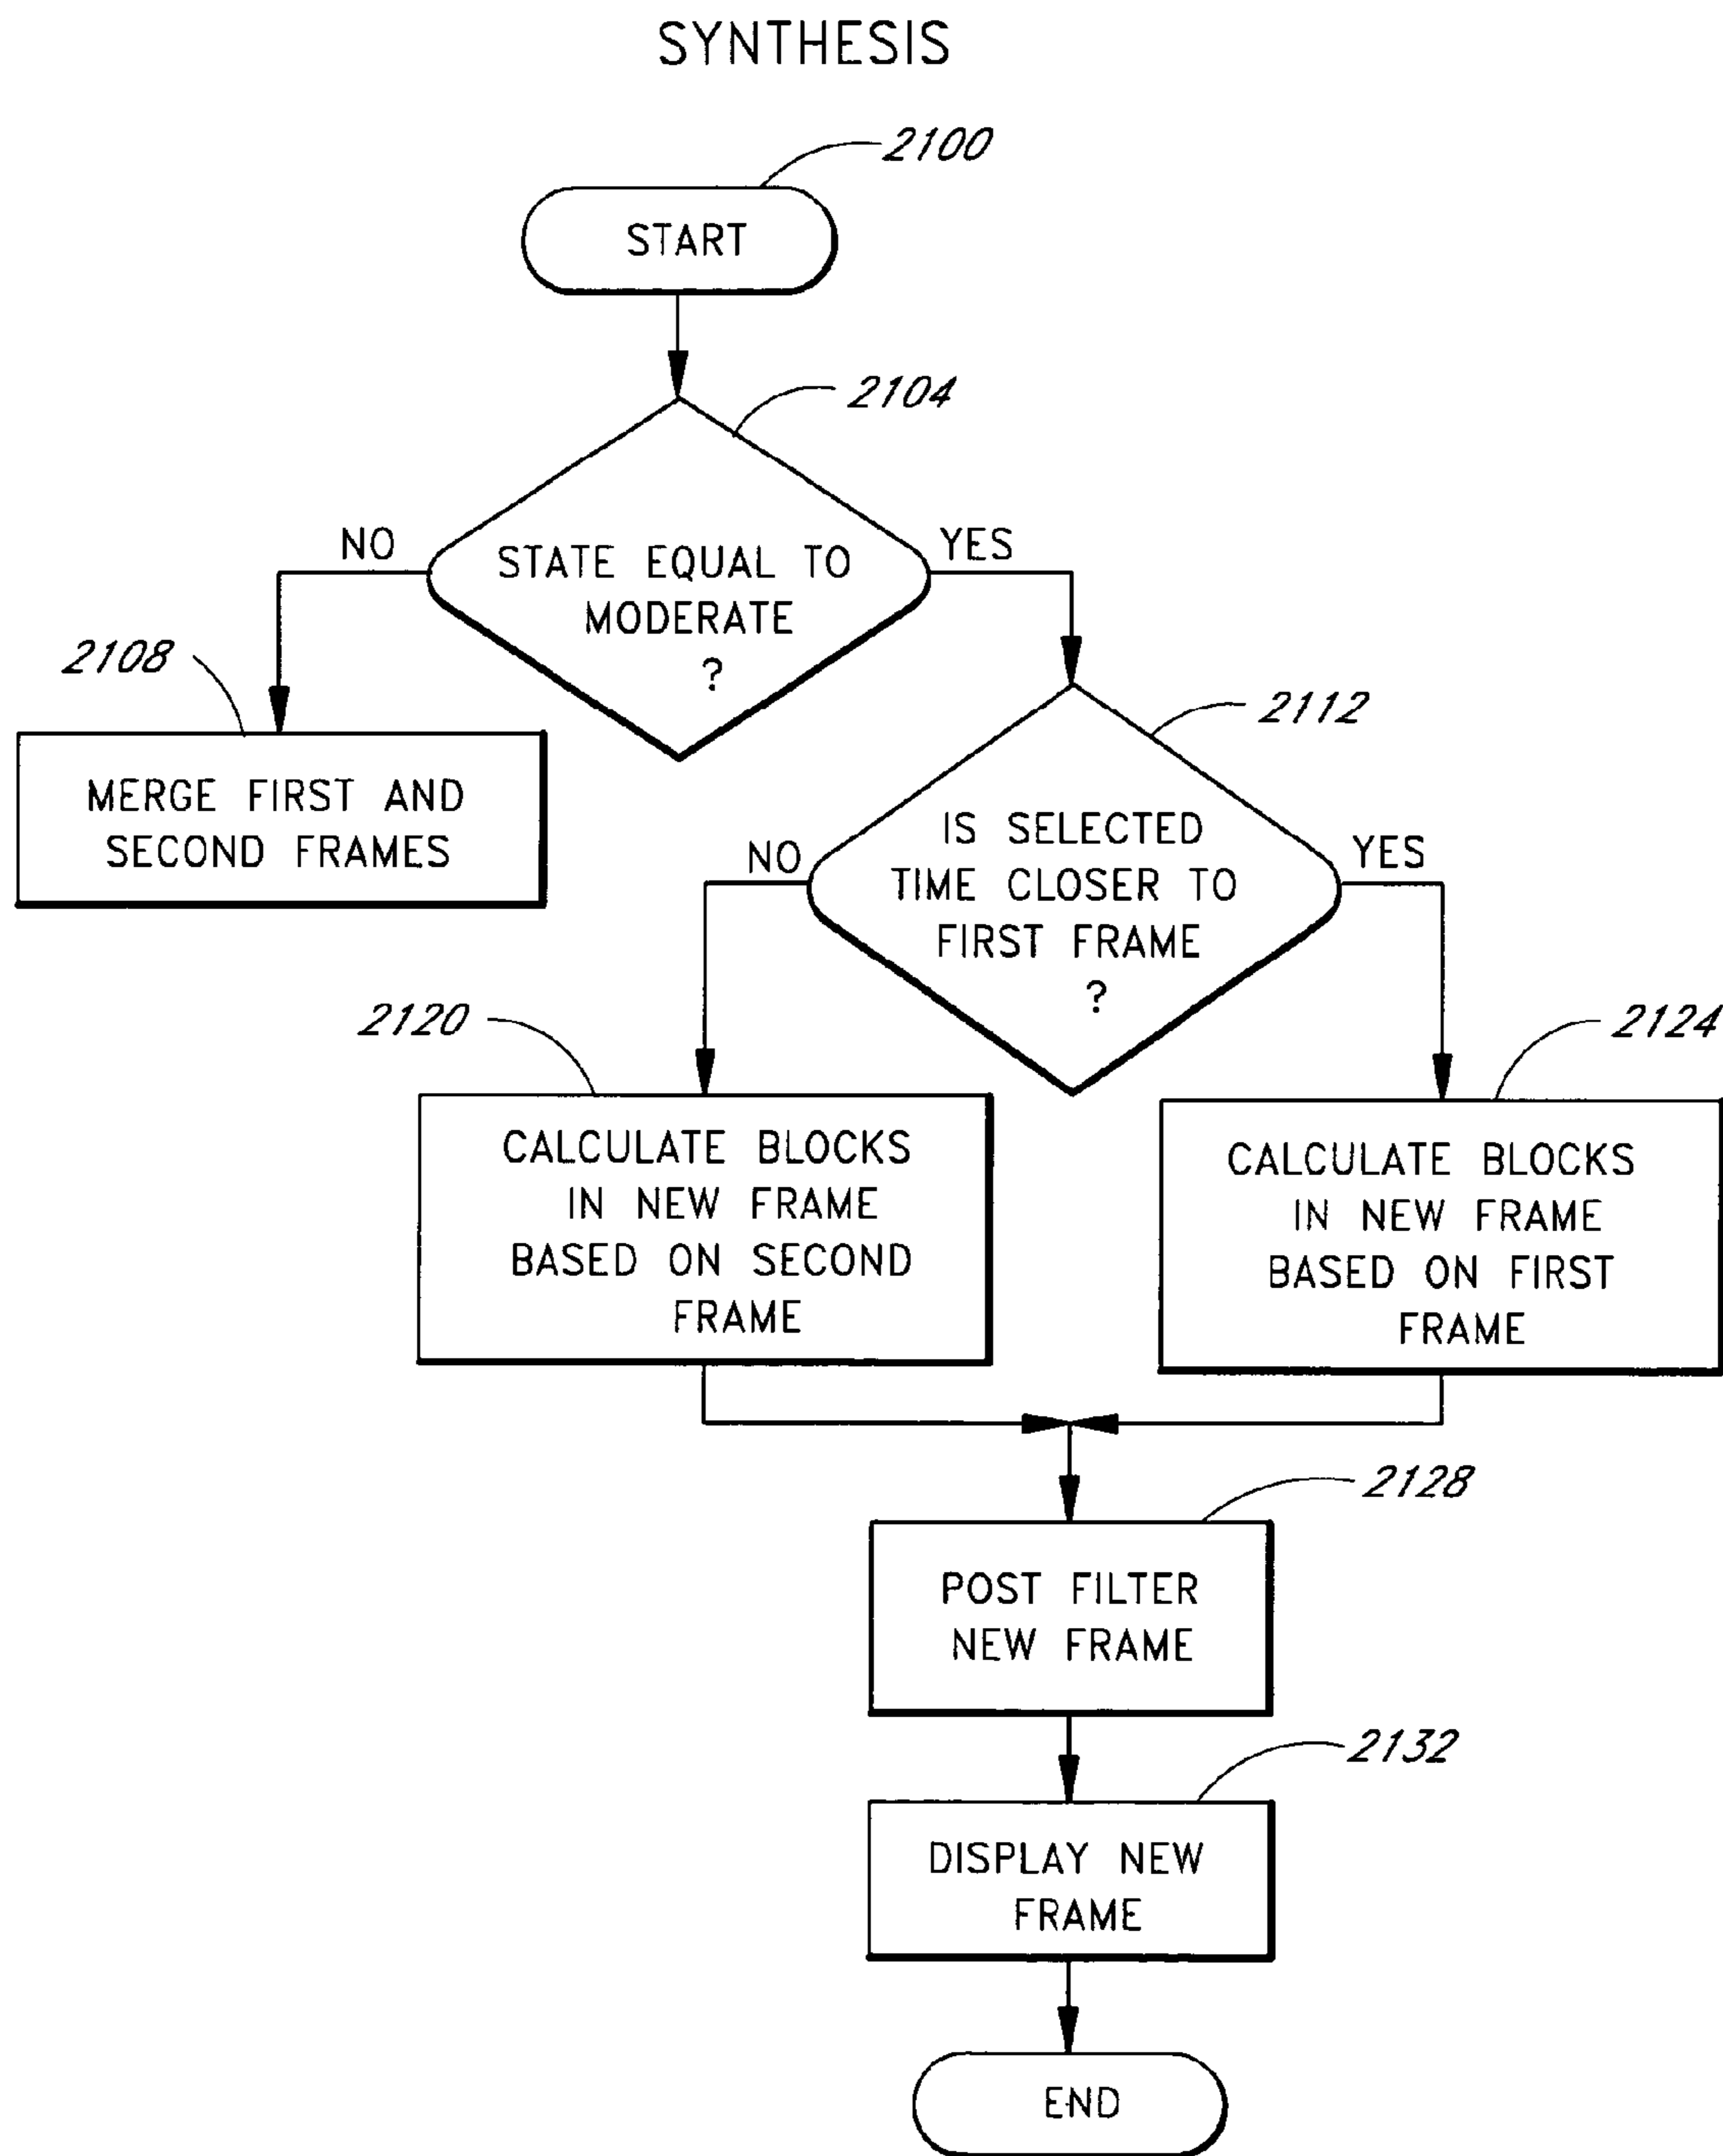 SYNTHESIS
2100
START
2104
NO
YES
STATE EQUAL TO
MODERATE
?
2108
MERGE FIRST AND
SECOND FRAMES
2112
NO
YES
IS SELECTED
TIME CLOSER TO
FIRST FRAME
?
2120
CALCULATE BLOCKS
IN NEW FRAME
BASED ON SECOND
FRAME
2124
CALCULATE BLOCKS
IN NEW FRAME
BASED ON FIRST
FRAME
2128
POST FILTER
NEW FRAME
2132
DISPLAY NEW
FRAME
END